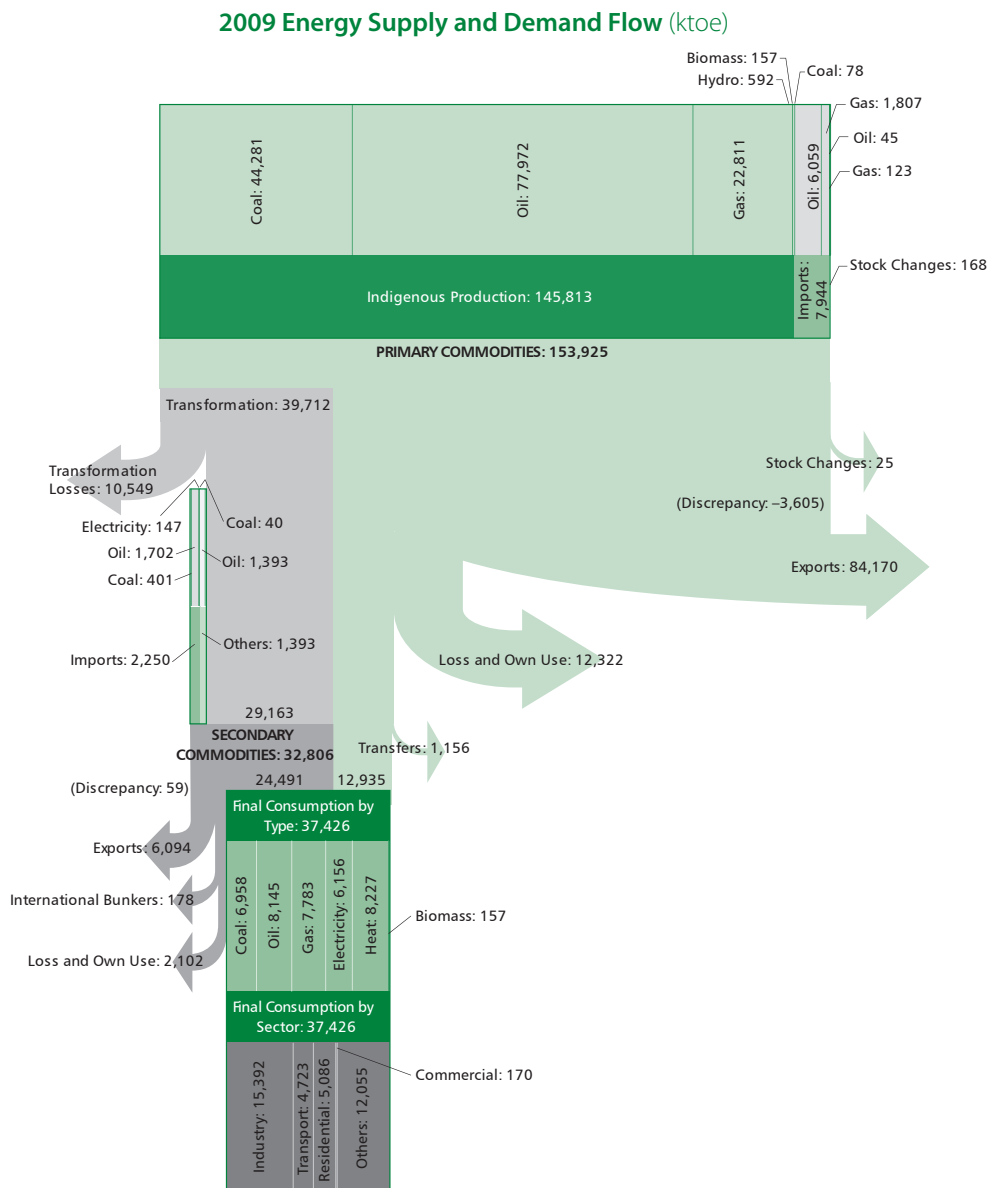 2009 Energy Supply and Demand Flow (ktoe)
Biomass: 157
Hydro: 592
Coal: 78
Gas: 1,807
Oil: 45
Gas: 123
Coal: 44,281
Oil: 77,972
Gas: 22,811
Oil: 6,059
Indigenous Production: 145,813
Imports:
7,944
Stock Changes: 168
PRIMARY COMMODITIES: 153,925
Transformation: 39,712
Transformation
Losses: 10,549
Stock Changes: 25
(Discrepancy: –3,605)
Electricity: 147
Coal: 40
Oil: 1,702
Oil: 1,393
Coal: 401
Exports: 84,170
Others: 1,393
Imports: 2,250
Loss and Own Use: 12,322
29,163
SECONDARY
COMMODITIES: 32,806
Transfers: 1,156
24,491
12,935
(Discrepancy: 59)
Final Consumption by
Type: 37,426
Exports: 6,094
International Bunkers: 178
Loss and Own Use: 2,102
Coal: 6,958
Oil: 8,145
Gas: 7,783
Electricity: 6,156
Heat: 8,227
Biomass: 157
Final Consumption by
Sector: 37,426
Commercial: 170
Industry: 15,392
Transport: 4,723
Residential: 5,086
Others: 12,055